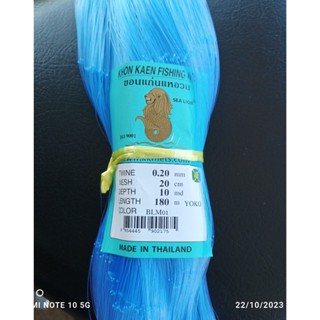 KHON KAEN FISHING NET
ขอนแก่นแหอวน
SEA LION
TWINE 0.20 mm
MESH 20 cm
DEPTH 10 md
LENGTH 180 m YOKO
COLOR BLM01
MADE IN THAILAND
MI NOTE 10 5G
22/10/2023